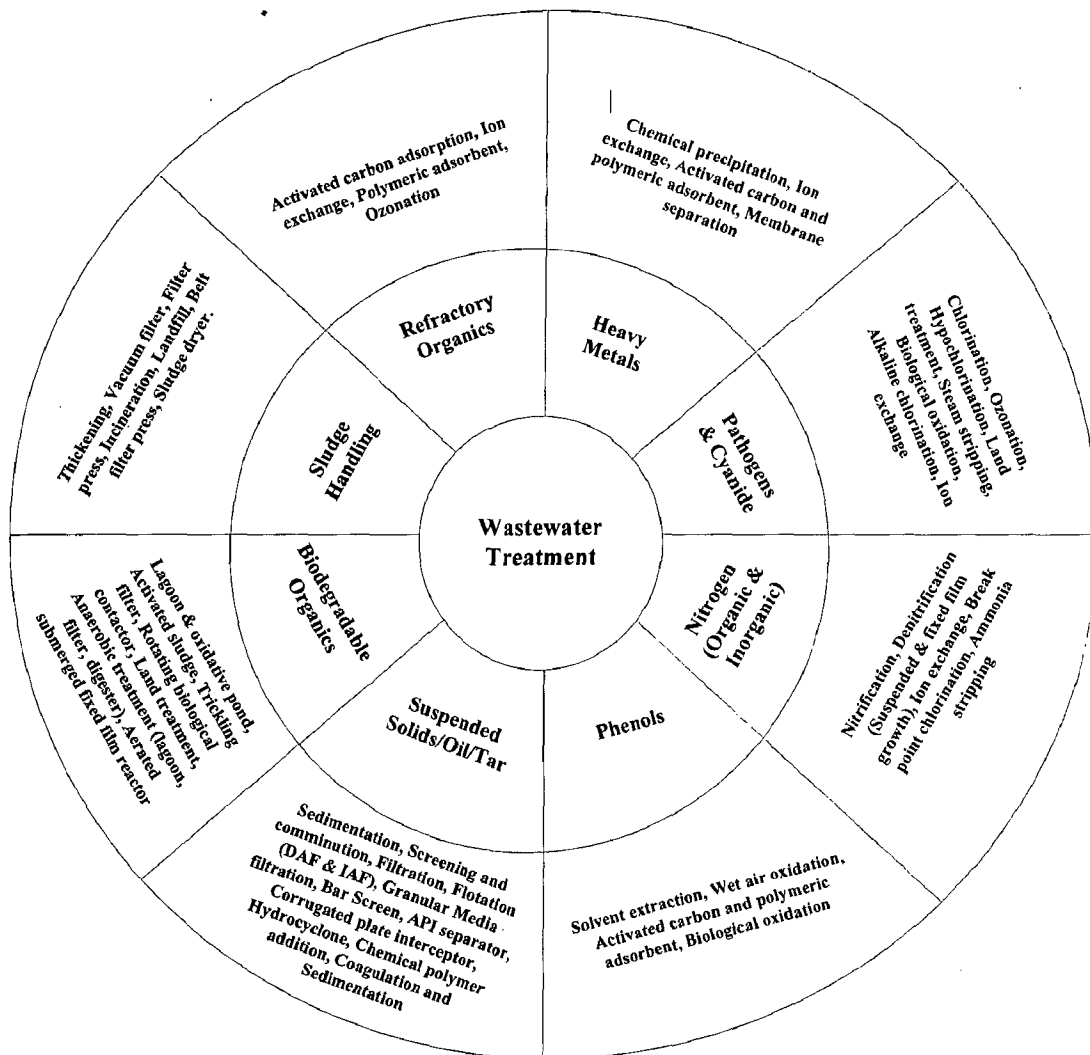 Wastewater
Treatment
Refractory
Organics
Activated carbon adsorption, Ion
exchange, Polymeric adsorbent,
Ozonation
Heavy
Metals
Chemical precipitation, Ion
exchange, Activated carbon and
polymeric adsorbent, Membrane
separation
Pathogens
& Cyanide
Chlorination, Ozonation,
Hypochlorination, Land
treatment, Steam stripping,
Biological oxidation,
Alkaline chlorination, Ion
exchange
Nitrogen
(Organic &
Inorganic)
Nitrification, Denitrification
(Suspended & fixed film
growth), Ion exchange, Break
point chlorination, Ammonia
stripping
Phenols
Solvent extraction, Wet air oxidation,
Activated carbon and polymeric
adsorbent, Biological oxidation
Suspended
Solids/Oil/Tar
Sedimentation, Screening and
comminution, Filtration, Flotation
(DAF & IAF), Granular Media
filtration, Bar Screen, API separator,
Corrugated plate interceptor,
Hydrocyclone, Chemical polymer
addition, Coagulation and
Sedimentation
Biodegradable
Organics
Lagoon & oxidative pond,
Activated sludge, Trickling
filter, Rotating biological
contactor, Land treatment,
Anaerobic treatment (lagoon,
filter, digester), Aerated
submerged fixed film reactor
Sludge
Handling
Thickening, Vacuum filter, Filter
press, Incineration, Landfill, Belt
filter press, Sludge dryer.